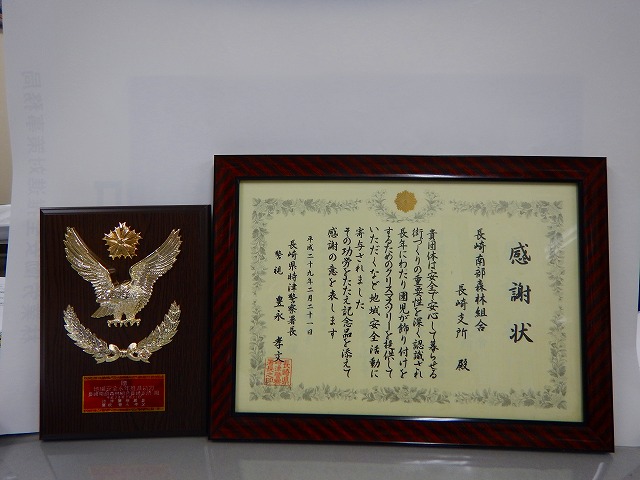 感謝状
長崎南部森林組合
長崎支所 殿
貴団体は安全で安心して暮らせる
街づくりの重要性を深く認識され
長年にわたり園児が飾り付けを
するためのクリスマスツリーを提供して
いただくなど地域安全活動に
寄与されました
その功労をたたえ記念品を添えて
感謝の意を表します
平成二十九年二月二十一日
長崎県時津警察署長
警視 豊永孝文